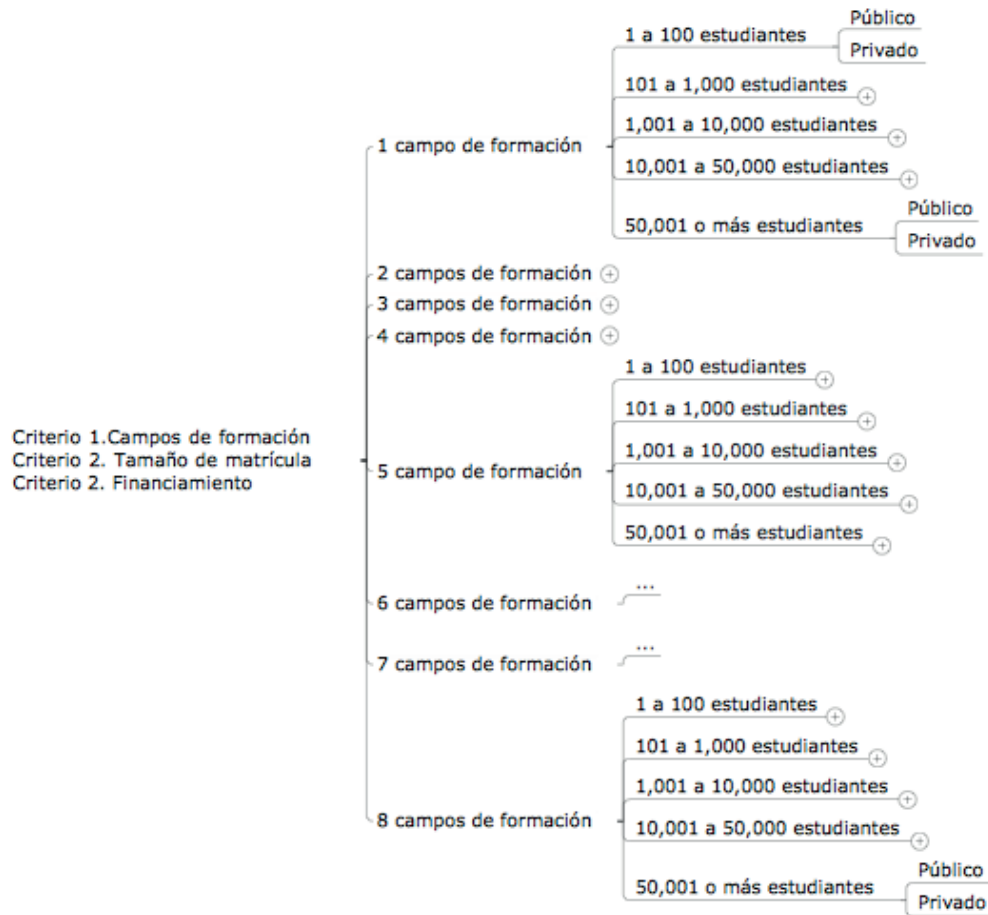 Criterio 1.Campos de formación
Criterio 2. Tamaño de matrícula
Criterio 2. Financiamiento
1 campo de formación
1 a 100 estudiantes
Público
Privado
101 a 1,000 estudiantes
1,001 a 10,000 estudiantes
10,001 a 50,000 estudiantes
50,001 o más estudiantes
Público
Privado
2 campos de formación
3 campos de formación
4 campos de formación
5 campo de formación
1 a 100 estudiantes
101 a 1,000 estudiantes
1,001 a 10,000 estudiantes
10,001 a 50,000 estudiantes
50,001 o más estudiantes
6 campos de formación
...
7 campos de formación
...
8 campos de formación
1 a 100 estudiantes
101 a 1,000 estudiantes
1,001 a 10,000 estudiantes
10,001 a 50,000 estudiantes
50,001 o más estudiantes
Público
Privado